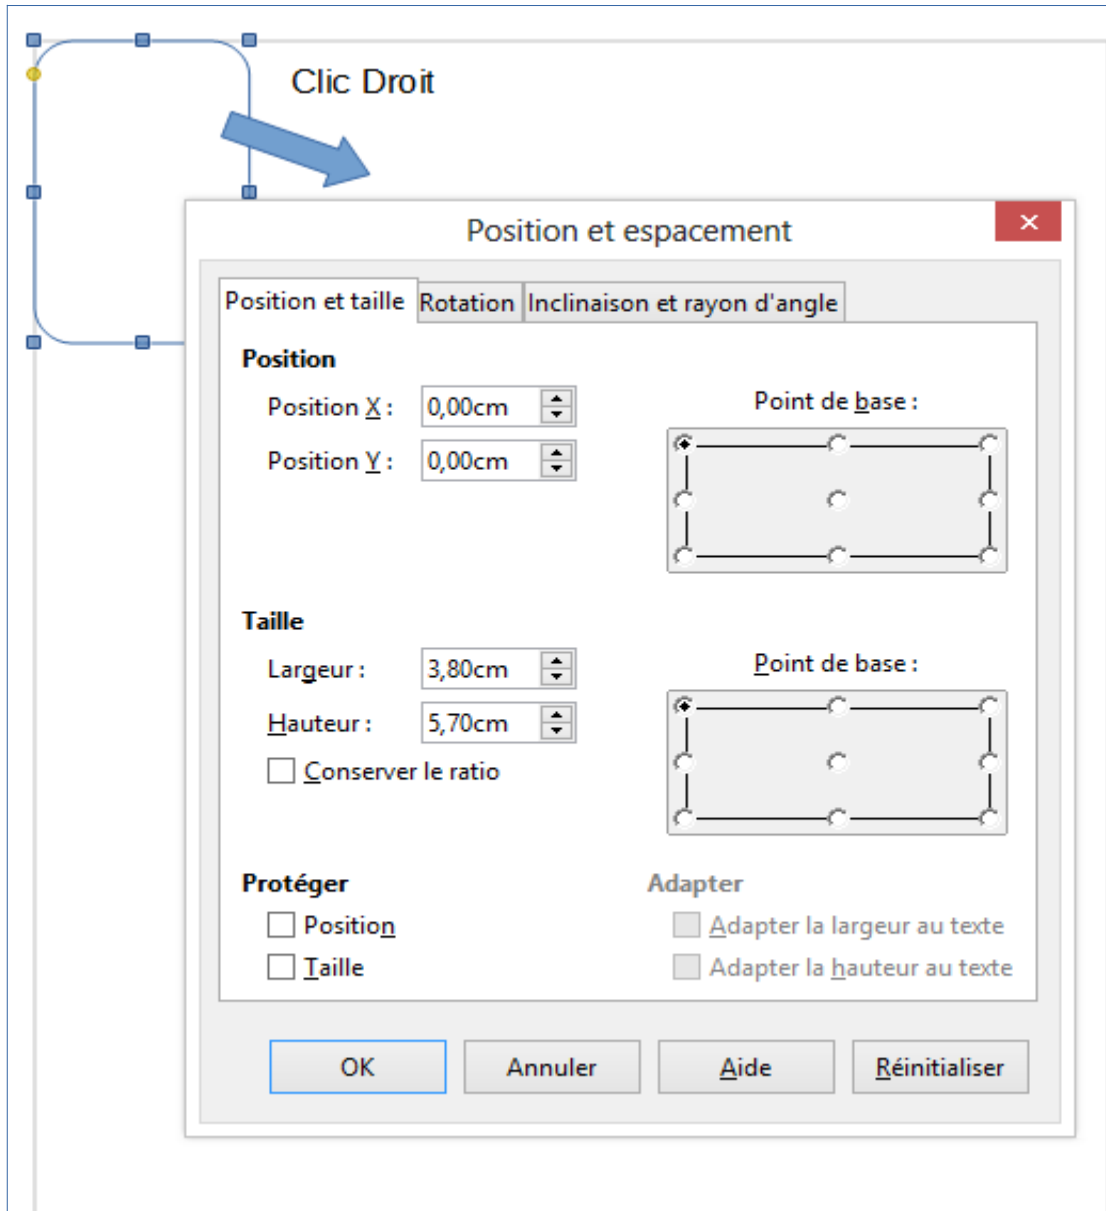 Clic Droit
Position et espacement
Position et taille Rotation Inclinaison et rayon d'angle
Position
Position X : 0,00cm
Point de base :
Position Y : 0,00cm
Taille
Largeur : 3,80cm
Point de base :
Hauteur : 5,70cm
Conserver le ratio
Protéger
Adapter
Position
Adapter la largeur au texte
Taille
Adapter la hauteur au texte
OK Annuler Aide Réinitialiser